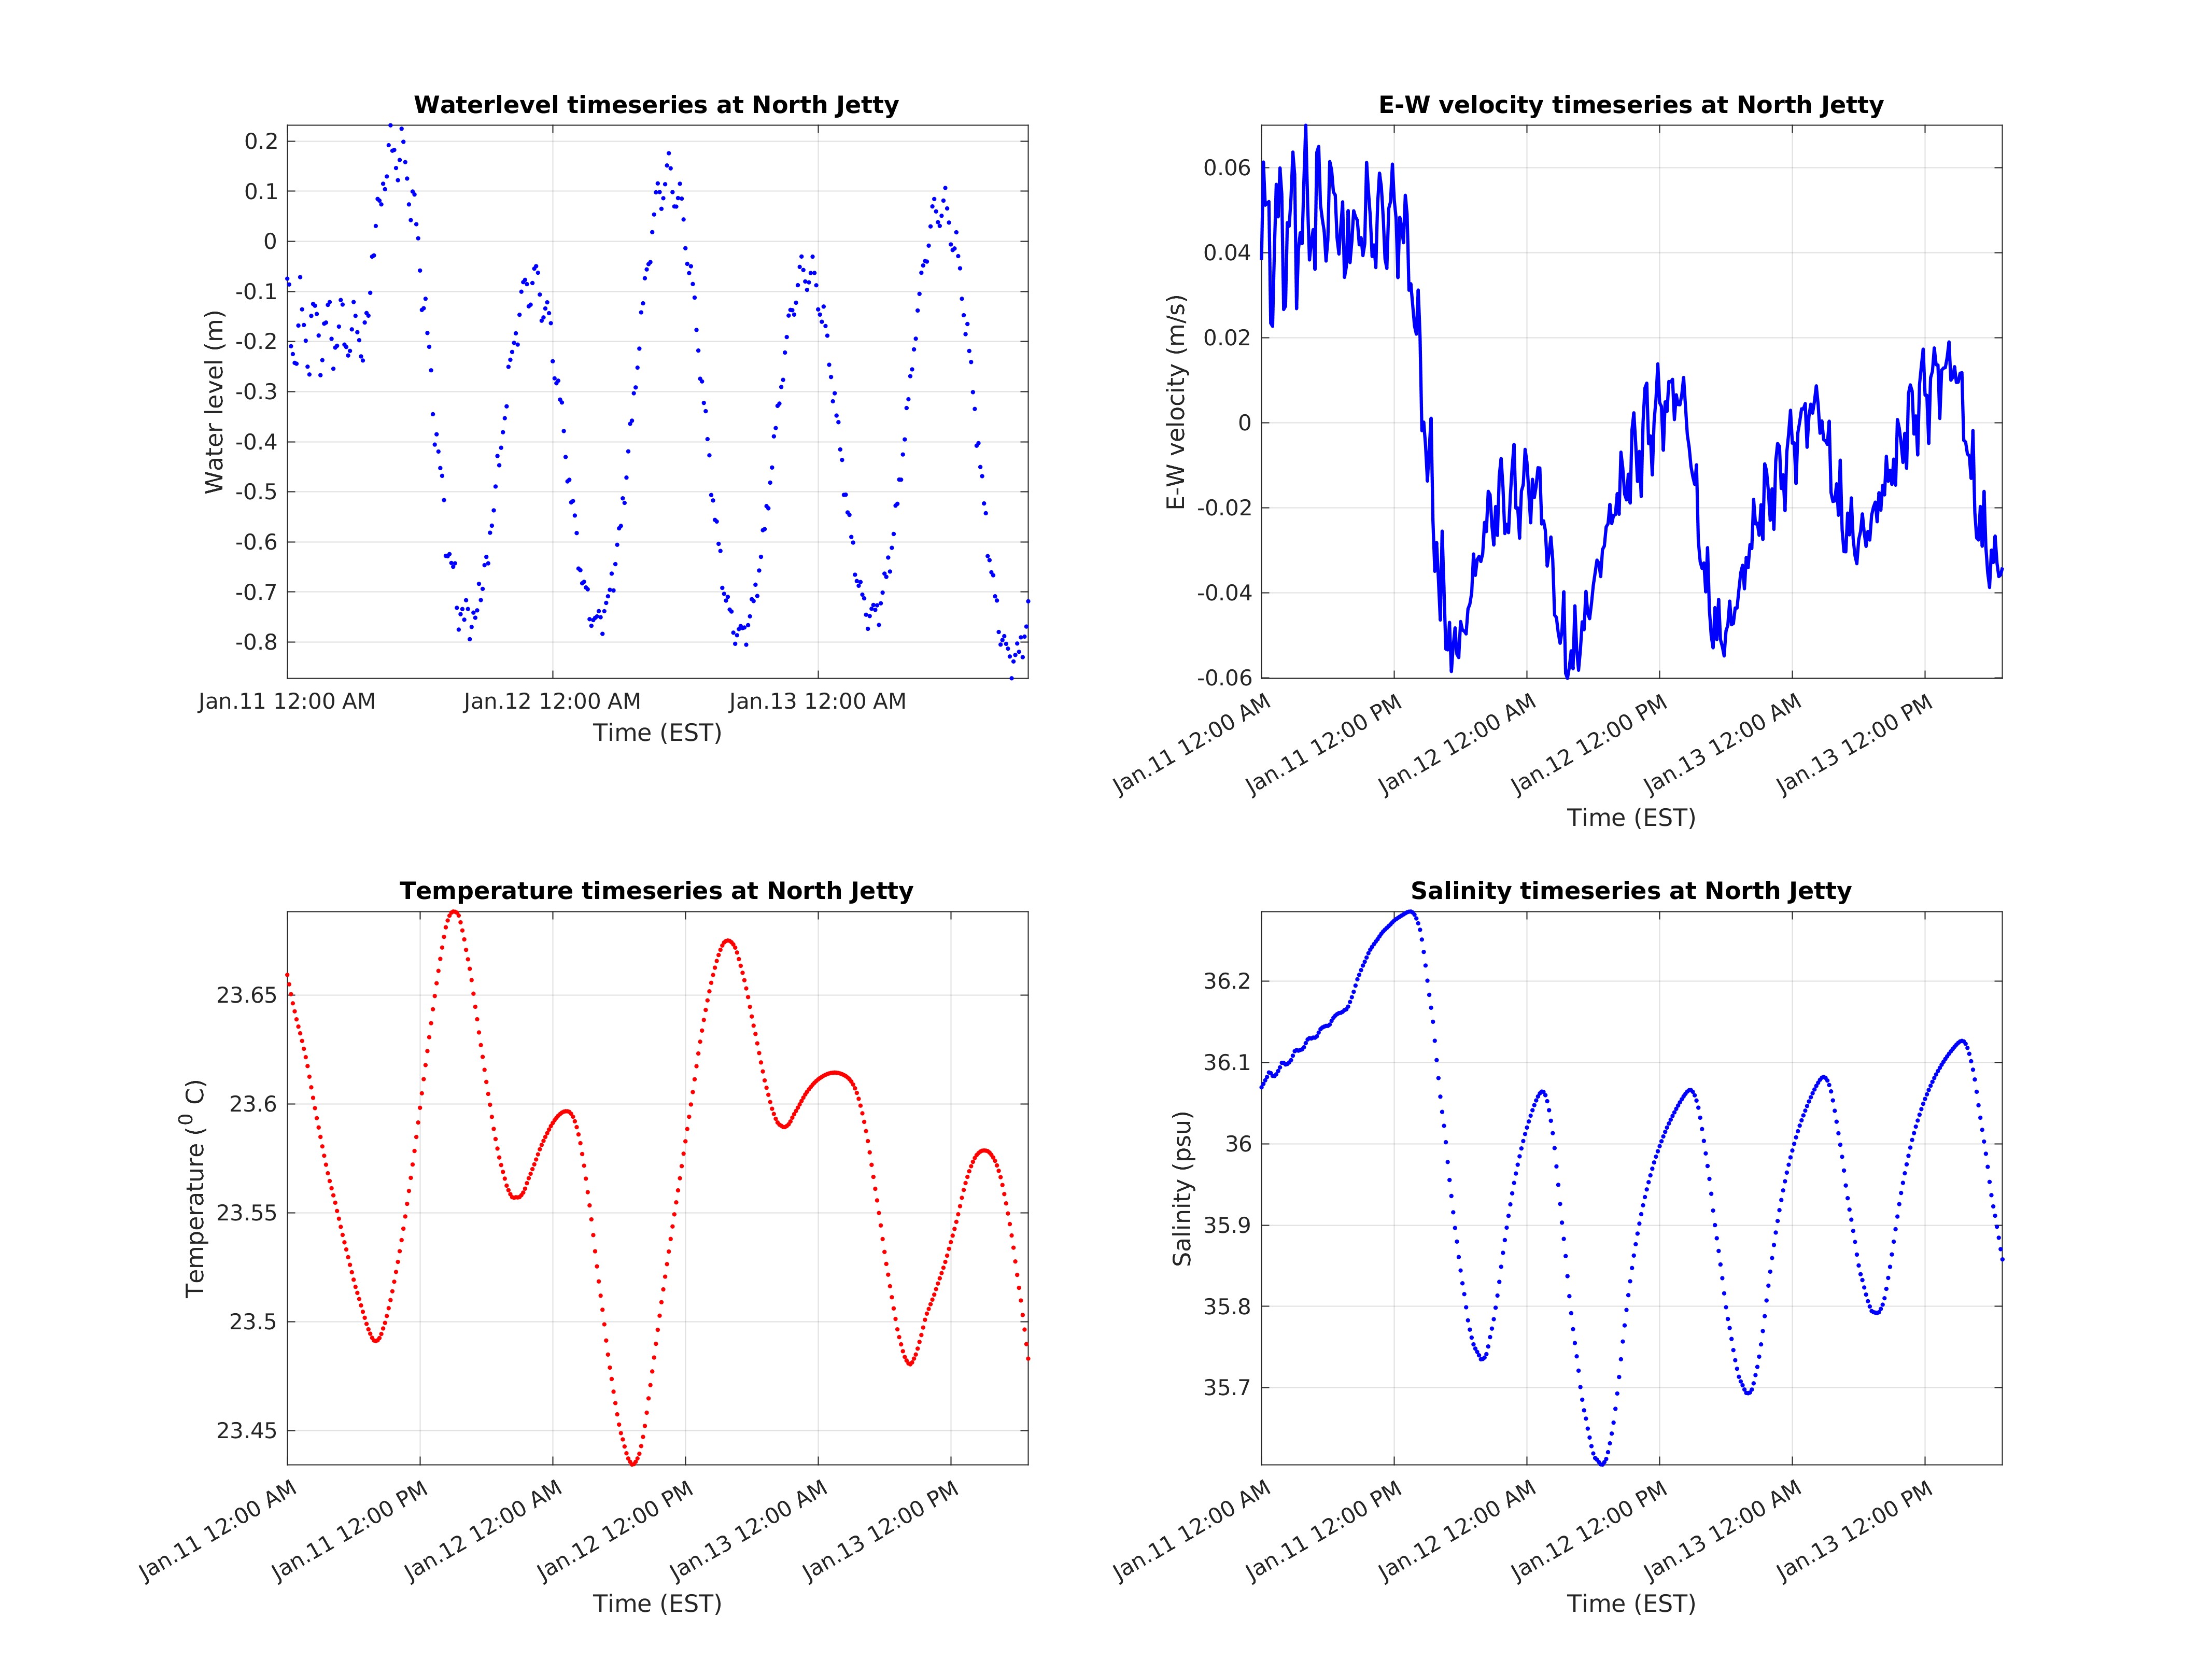 Waterlevel timeseries at North Jetty
0.2
0.1
0
-0.1
-0.2
-0.3
-0.4
-0.5
-0.6
-0.7
-0.8
Water level (m)
Jan.11 12:00 AM Jan.12 12:00 AM Jan.13 12:00 AM
Time (EST)
E-W velocity timeseries at North Jetty
0.06
0.04
0.02
0
-0.02
-0.04
-0.06
E-W velocity (m/s)
Jan.11 12:00 AM
Jan.11 12:00 PM
Jan.12 12:00 AM
Jan.12 12:00 PM
Jan.13 12:00 AM
Jan.13 12:00 PM
Time (EST)
Temperature timeseries at North Jetty
23.65
23.6
23.55
23.5
23.45
Temperature (⁰ C)
Jan.11 12:00 AM
Jan.11 12:00 PM
Jan.12 12:00 AM
Jan.12 12:00 PM
Jan.13 12:00 AM
Jan.13 12:00 PM
Time (EST)
Salinity timeseries at North Jetty
36.2
36.1
36
35.9
35.8
35.7
Salinity (psu)
Jan.11 12:00 AM
Jan.11 12:00 PM
Jan.12 12:00 AM
Jan.12 12:00 PM
Jan.13 12:00 AM
Jan.13 12:00 PM
Time (EST)